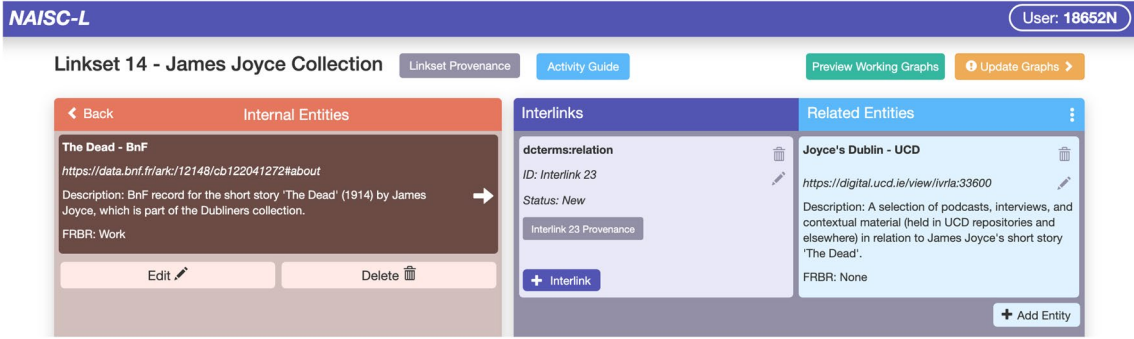 NAISC-L
User: 18652N
Linkset 14 - James Joyce Collection
Linkset Provenance
Activity Guide
Preview Working Graphs
Update Graphs
Back
Internal Entities
The Dead - BnF
https://data.bnf.fr/ark:/12148/cb122041272#about
Description: BnF record for the short story 'The Dead' (1914) by James
Joyce, which is part of the Dubliners collection.
FRBR: Work
Edit
Delete
Interlinks
dcterms:relation
ID: Interlink 23
Status: New
Interlink 23 Provenance
+ Interlink
Related Entities
Joyce's Dublin - UCD
https://digital.ucd.ie/view/ivrla:33600
Description: A selection of podcasts, interviews, and
contextual material (held in UCD repositories and
elsewhere) in relation to James Joyce's short story
'The Dead'.
FRBR: None
+ Add Entity